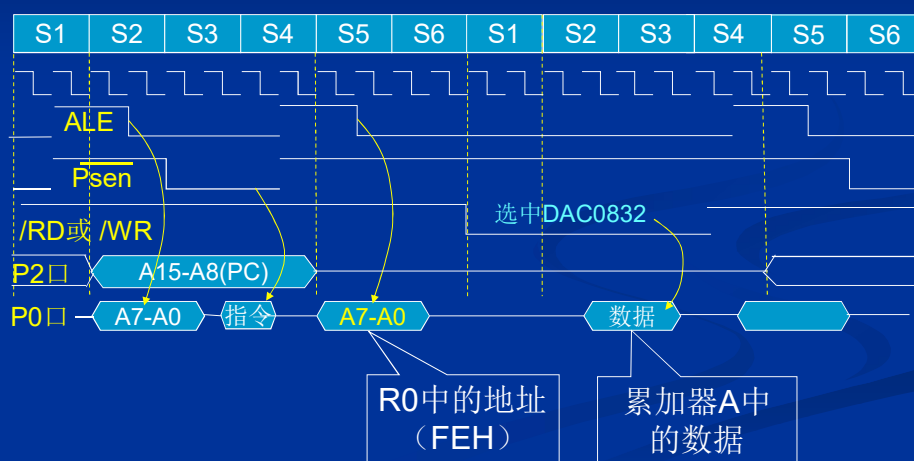 S1 S2 S3 S4 S5 S6 S1 S2 S3 S4 S5 S6
ALE
Psen
/RD或 /WR
选中DAC0832
P2口
A15-A8(PC)
P0口
A7-A0
指令
A7-A0
数据
R0中的地址
（FEH）
累加器A中
的数据